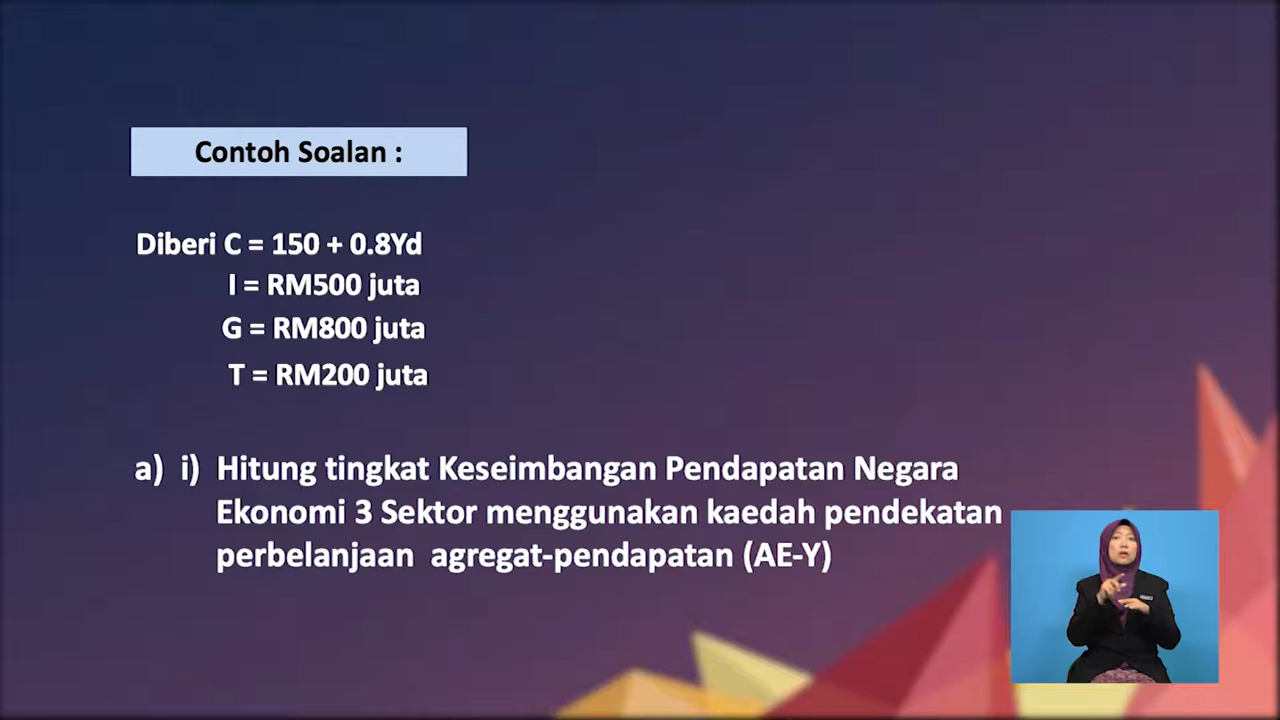 Contoh Soalan :
Diberi C = 150 + 0.8Yd
I = RM500 juta
G = RM800 juta
T = RM200 juta
a) i) Hitung tingkat Keseimbangan Pendapatan Negara
Ekonomi 3 Sektor menggunakan kaedah pendekatan
perbelanjaan agregat-pendapatan (AE-Y)